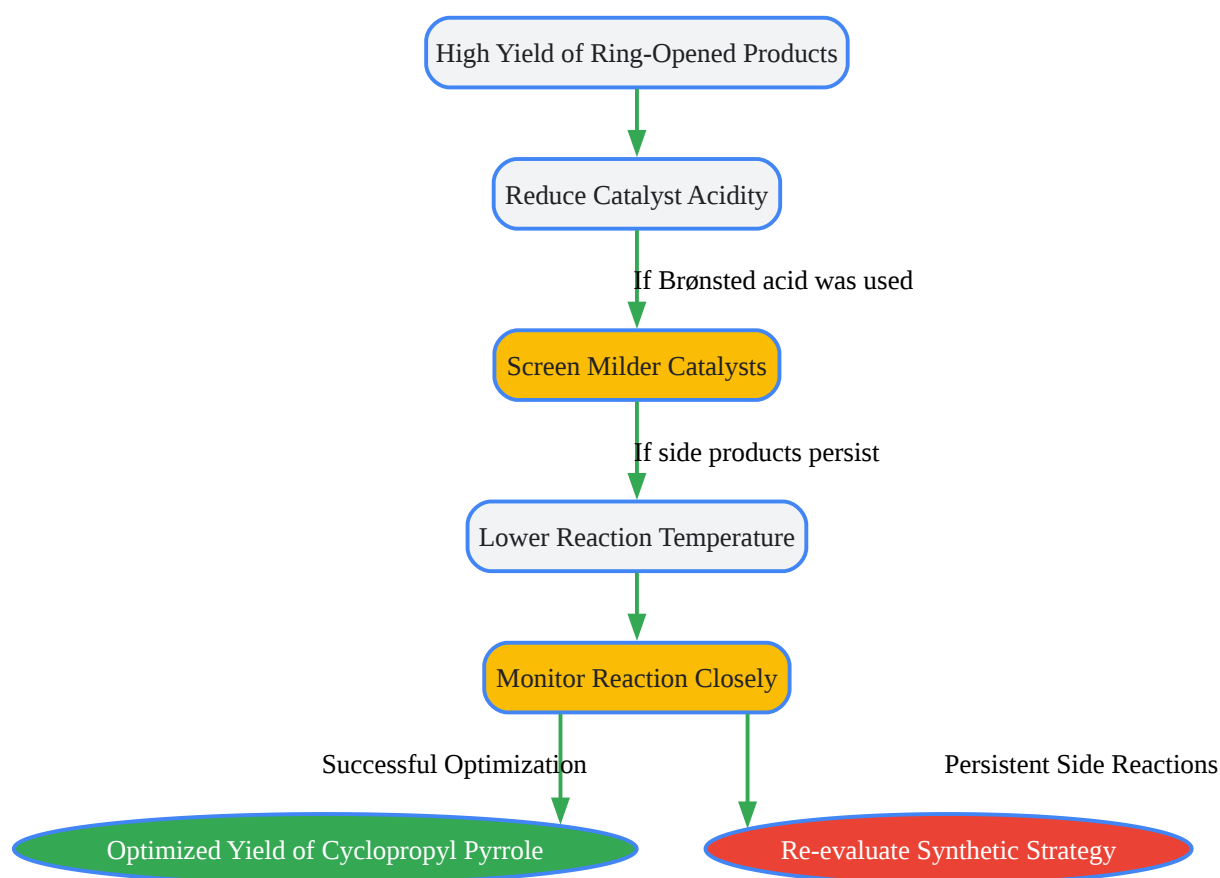 High Yield of Ring-Opened Products
Reduce Catalyst Acidity
If Brønsted acid was used
Screen Milder Catalysts
If side products persist
Lower Reaction Temperature
Monitor Reaction Closely
Successful Optimization
Persistent Side Reactions
Optimized Yield of Cyclopropyl Pyrrole
Re-evaluate Synthetic Strategy